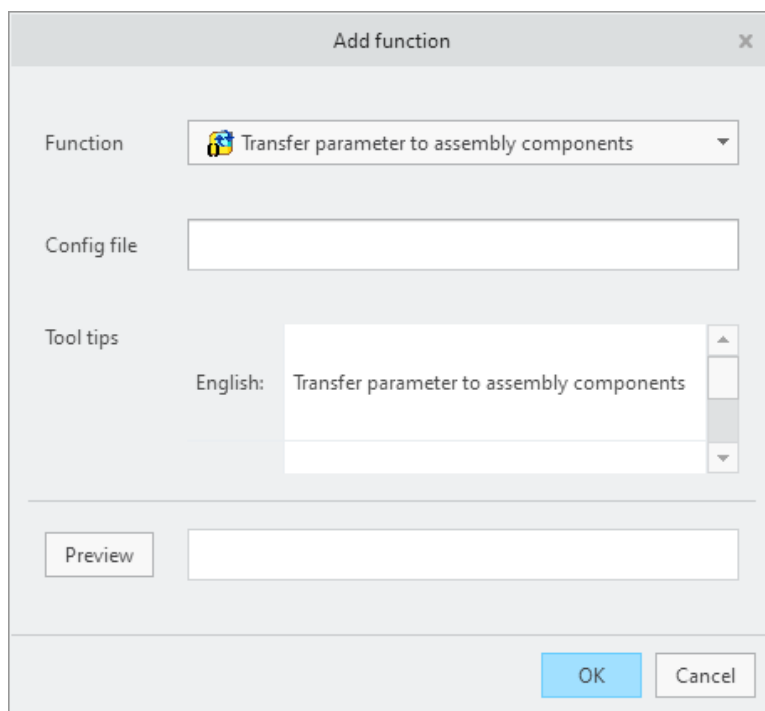 Add function
Function
Transfer parameter to assembly components
Config file
Tool tips
English:
Transfer parameter to assembly components
Preview
OK
Cancel